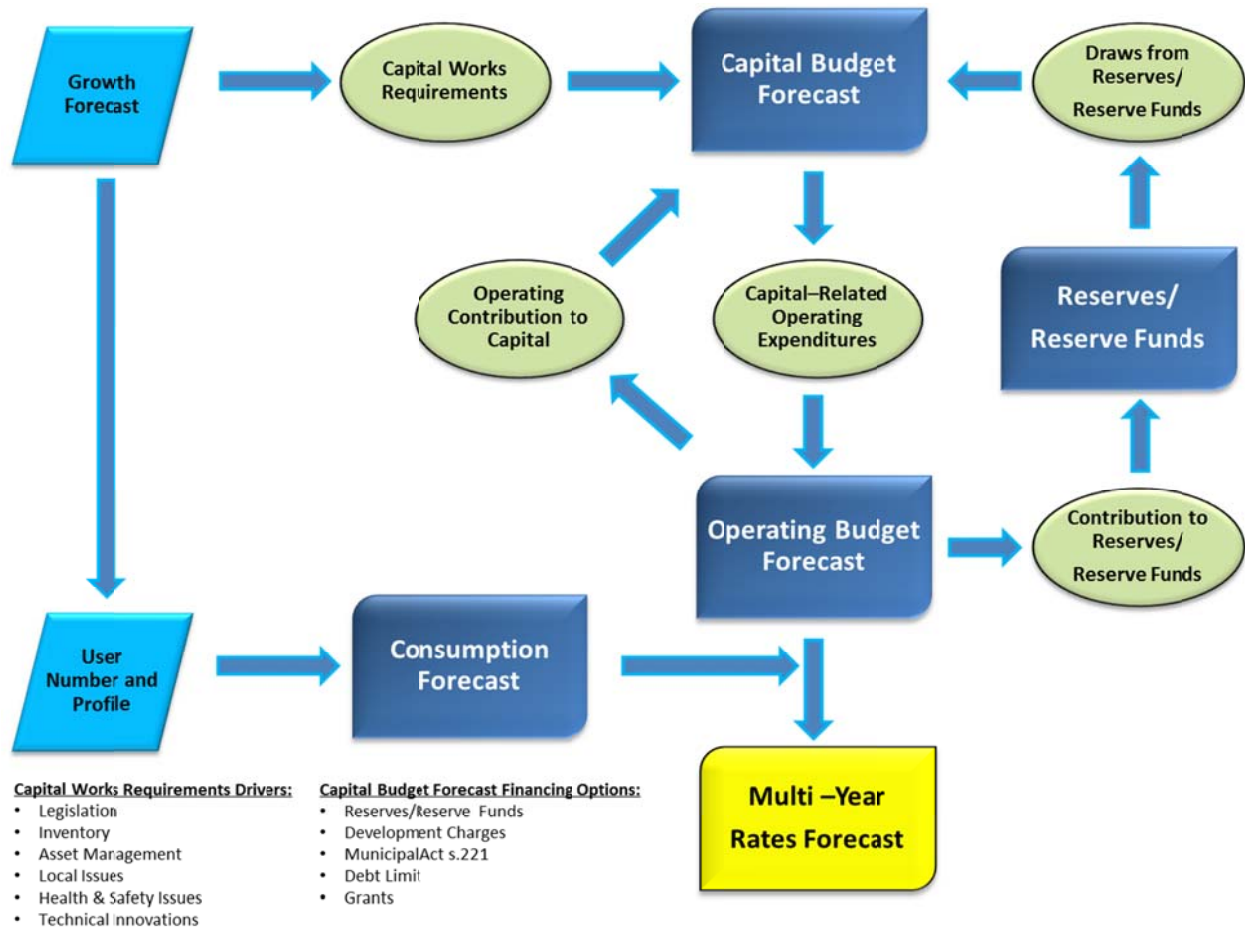 Growth
Forecast
Capital Works
Requirements
Capital Budget
Forecast
Draws from
Reserves/
Reserve Funds
Operating
Contribution to
Capital
Capital–Related
Operating
Expenditures
Reserves/
Reserve Funds
Operating Budget
Forecast
Contribution to
Reserves/
Reserve Funds
User
Number and
Profile
Consumption
Forecast
Multi –Year
Rates Forecast
Capital Works Requirements Drivers:
• Legislation
• Inventory
• Asset Management
• Local Issues
• Health & Safety Issues
• Technical Innovations
Capital Budget Forecast Financing Options:
• Reserves/Reserve Funds
• Development Charges
• MunicipalAct s.221
• Debt Limit
• Grants